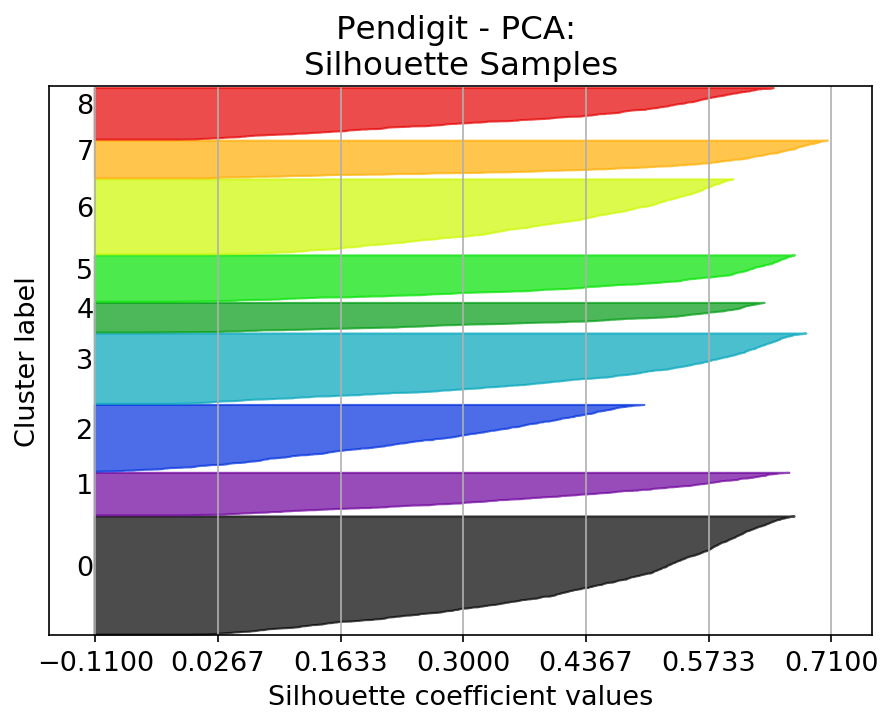 Pendigit - PCA:
Silhouette Samples
8
7
6
5
4
3
2
1
0
Cluster label
−0.1100 0.0267 0.1633 0.3000 0.4367 0.5733 0.7100
Silhouette coefficient values